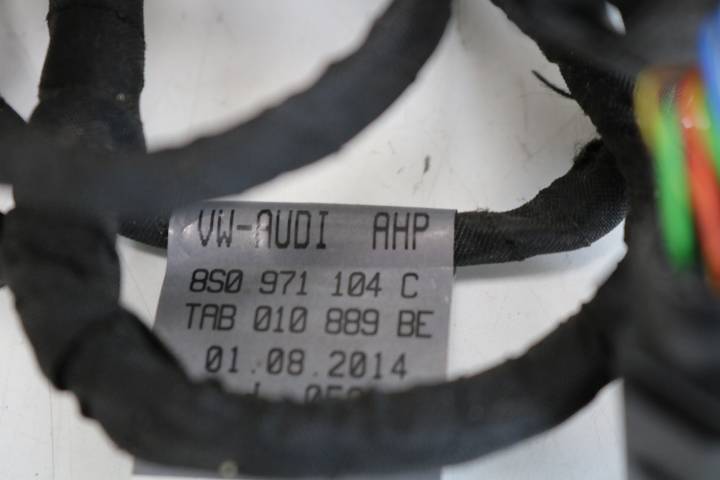 VW-AUDI AHP
8S0 971 104 C
TAB 010 889 BE
01.08.2014